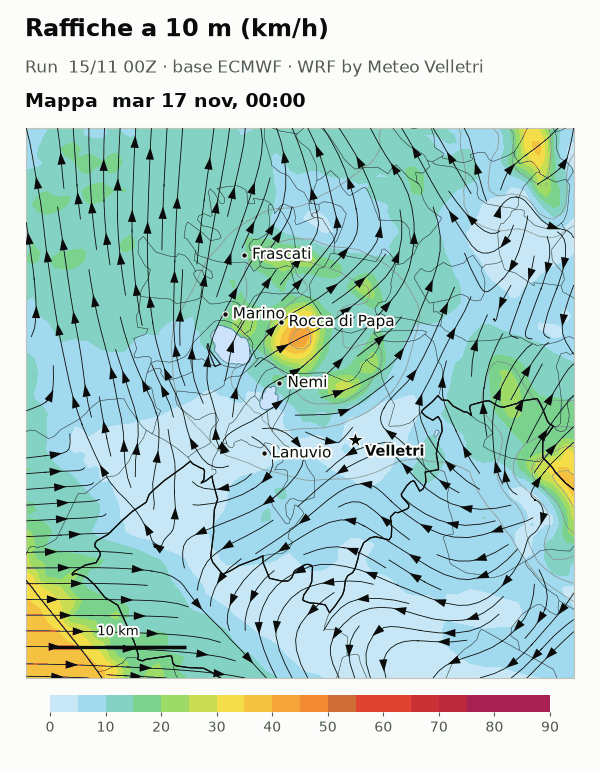 Raffiche a 10 m (km/h)
Run  15/11 00Z · base ECMWF · WRF by Meteo Velletri
Mappa  mar 17 nov, 00:00
Frascati
Marino
Rocca di Papa
Nemi
Velletri
Lanuvio
10 km
0 10 20 30 40 50 60 70 80 90